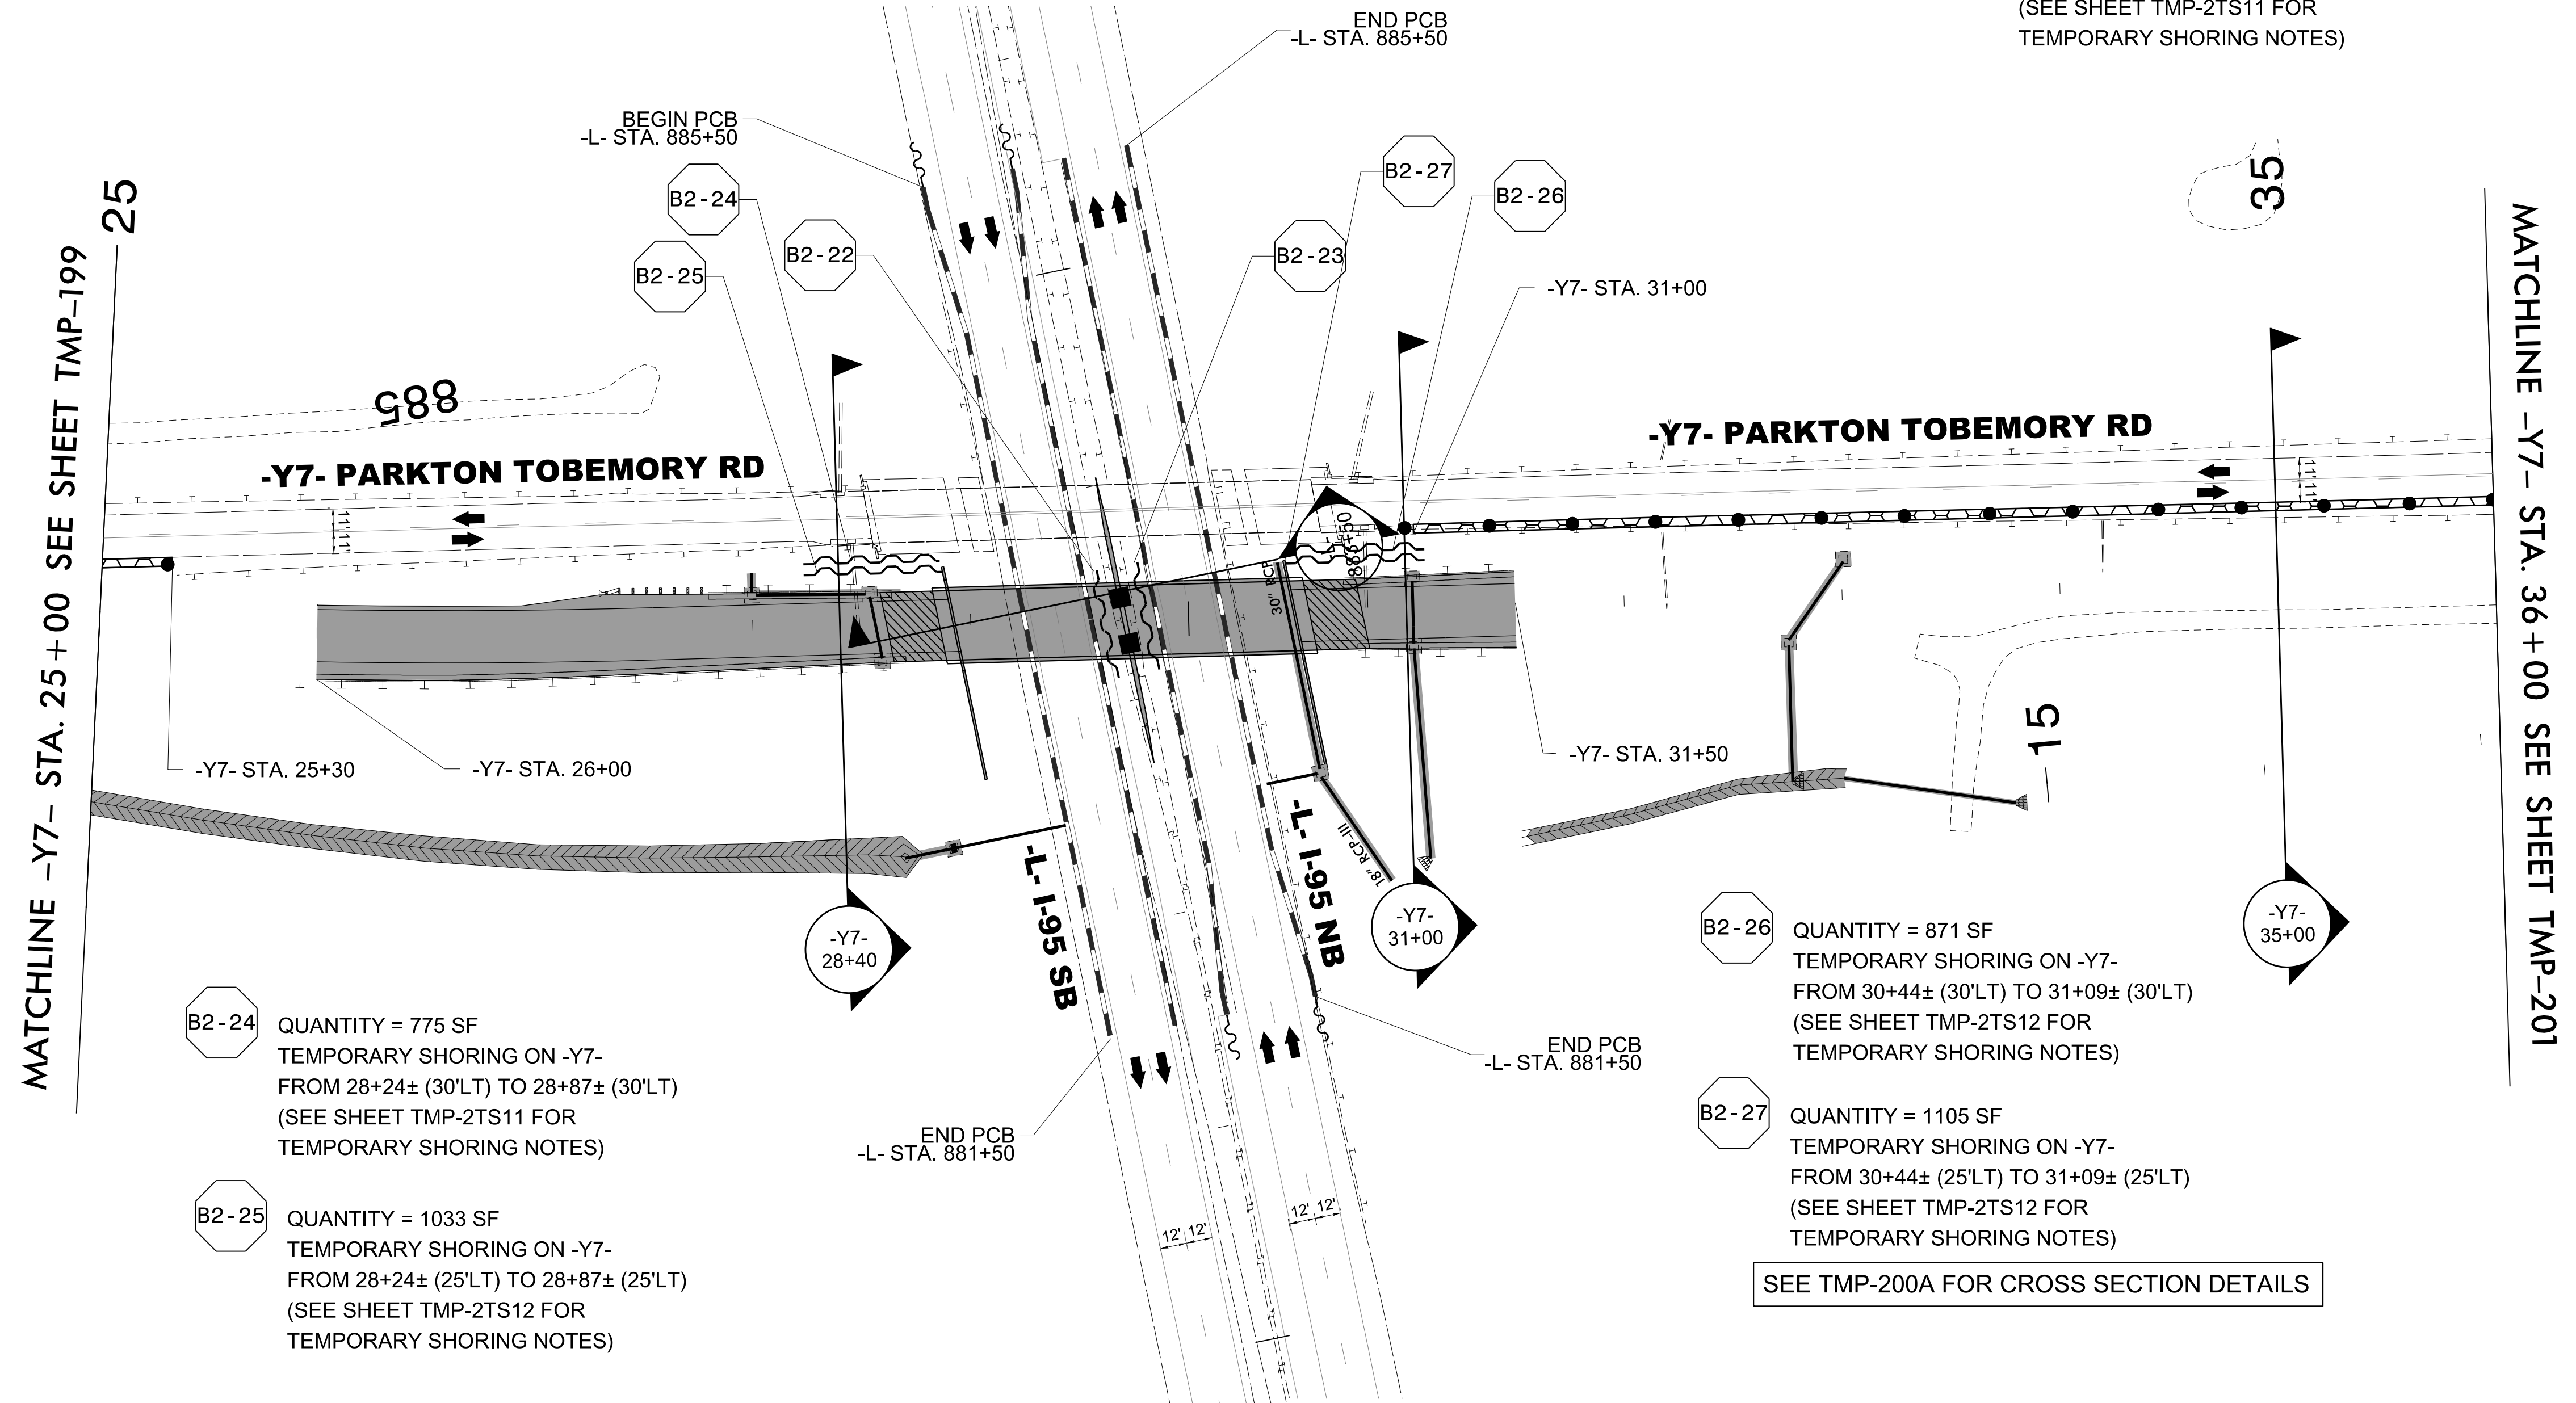 (SEE SHEET TMP-2TS11 FOR
TEMPORARY SHORING NOTES)
END PCB
-L- STA. 885+50
BEGIN PCB
-L- STA. 885+50
B2-24
B2-25
B2-22
B2-27
B2-26
B2-23
-Y7- STA. 31+00
25
35
MATCHLINE -Y7- STA. 25+00 SEE SHEET TMP-199
MATCHLINE -Y7- STA. 36+00 SEE SHEET TMP-201
885
-Y7- PARKTON TOBEMORY RD
-Y7- PARKTON TOBEMORY RD
11' 11'
11' 11'
-L-
883+50
30" RCP
-Y7- STA. 25+30
-Y7- STA. 26+00
-Y7- STA. 31+50
15
18" RCP-III
-L- I-95 SB
-L- I-95 NB
-Y7-
28+40
-Y7-
31+00
-Y7-
35+00
B2-24
QUANTITY = 775 SF
TEMPORARY SHORING ON -Y7-
FROM 28+24± (30'LT) TO 28+87± (30'LT)
(SEE SHEET TMP-2TS11 FOR
TEMPORARY SHORING NOTES)
B2-25
QUANTITY = 1033 SF
TEMPORARY SHORING ON -Y7-
FROM 28+24± (25'LT) TO 28+87± (25'LT)
(SEE SHEET TMP-2TS12 FOR
TEMPORARY SHORING NOTES)
END PCB
-L- STA. 881+50
END PCB
-L- STA. 881+50
12' 12'
12' 12'
B2-26
QUANTITY = 871 SF
TEMPORARY SHORING ON -Y7-
FROM 30+44± (30'LT) TO 31+09± (30'LT)
(SEE SHEET TMP-2TS12 FOR
TEMPORARY SHORING NOTES)
B2-27
QUANTITY = 1105 SF
TEMPORARY SHORING ON -Y7-
FROM 30+44± (25'LT) TO 31+09± (25'LT)
(SEE SHEET TMP-2TS12 FOR
TEMPORARY SHORING NOTES)
SEE TMP-200A FOR CROSS SECTION DETAILS